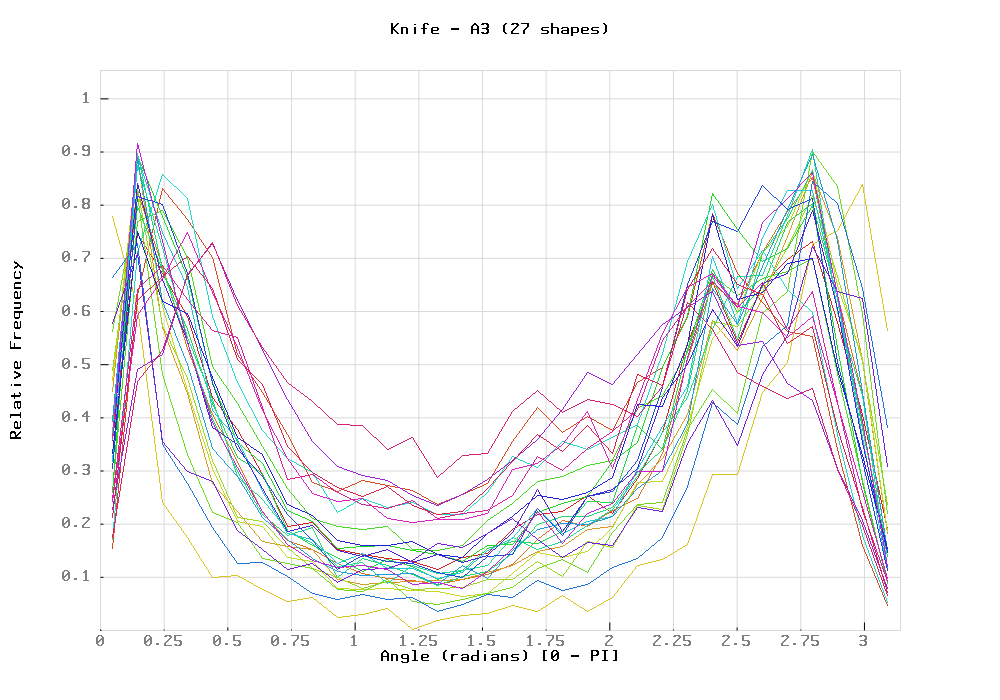 Knife - A3 (27 shapes)
1
0.9
0.8
0.7
0.6
0.5
0.4
0.3
0.2
0.1
Relative Frequency
0 0.25 0.5 0.75 1 1.25 1.5 1.75 2 2.25 2.5 2.75 3
Angle (radians) [0 - PI]